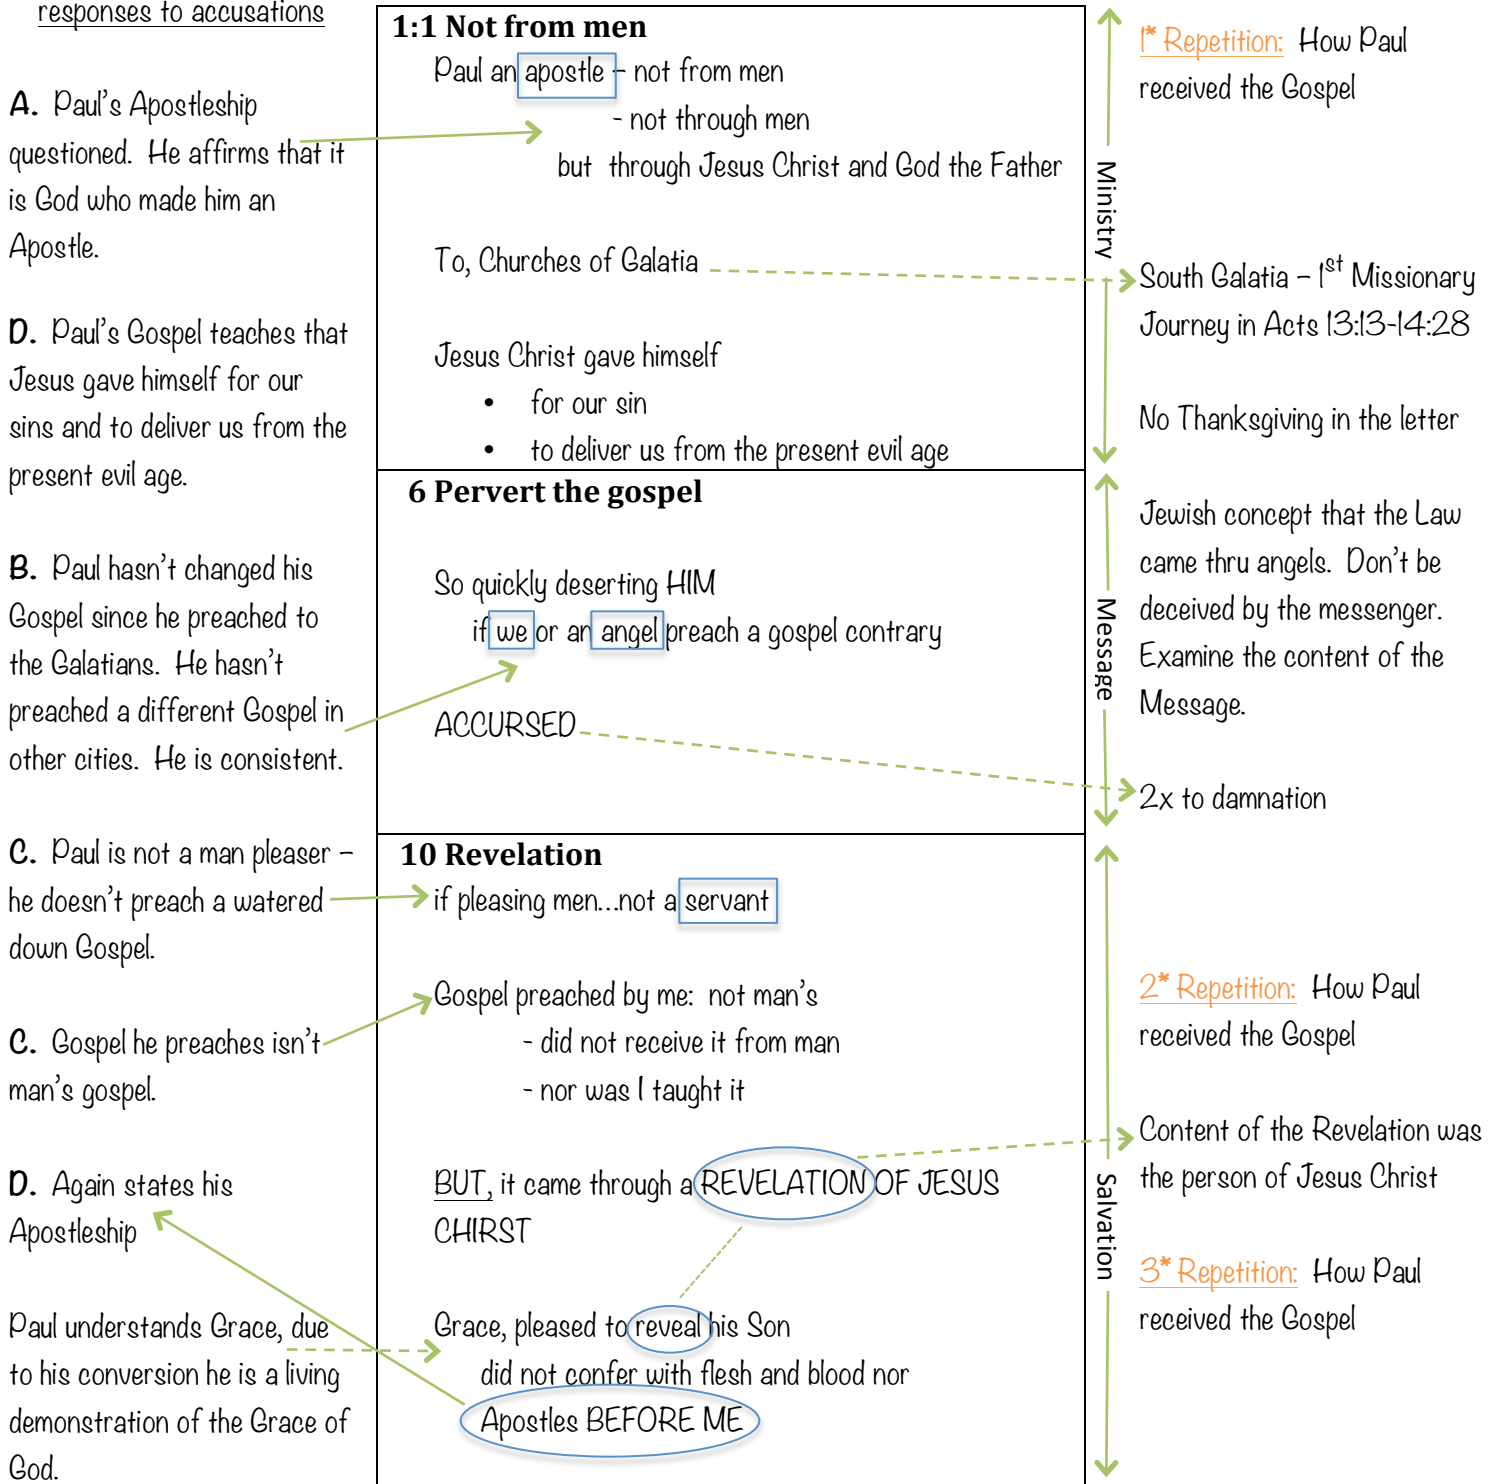 responses to accusations
A. Paul's Apostleship
questioned. He affirms that it
is God who made him an
Apostle.
D. Paul's Gospel teaches that
Jesus gave himself for our
sins and to deliver us from the
present evil age.
B. Paul hasn't changed his
Gospel since he preached to
the Galatians. He hasn't
preached a different Gospel in
other cities. He is consistent.
C. Paul is not a man pleaser –
he doesn't preach a watered
down Gospel.
C. Gospel he preaches isn't
man's gospel.
D. Again states his
Apostleship
Paul understands Grace, due
to his conversion he is a living
demonstration of the Grace of
God.
1:1 Not from men
Paul an apostle – not from men
- not through men
but through Jesus Christ and God the Father
To, Churches of Galatia
Jesus Christ gave himself
• for our sin
• to deliver us from the present evil age
6 Pervert the gospel
So quickly deserting HIM
if we or an angel preach a gospel contrary
ACCURSED
10 Revelation
if pleasing men...not a servant
Gospel preached by me: not man's
- did not receive it from man
- nor was I taught it
BUT, it came through a REVELATION OF JESUS
CHIRST
Grace, pleased to reveal his Son
did not confer with flesh and blood nor
Apostles BEFORE ME
Ministry
Message
Salvation
1* Repetition: How Paul
received the Gospel
South Galatia – 1st Missionary
Journey in Acts 13:13-14:28
No Thanksgiving in the letter
Jewish concept that the Law
came thru angels. Don't be
deceived by the messenger.
Examine the content of the
Message.
2x to damnation
2* Repetition: How Paul
received the Gospel
Content of the Revelation was
the person of Jesus Christ
3* Repetition: How Paul
received the Gospel